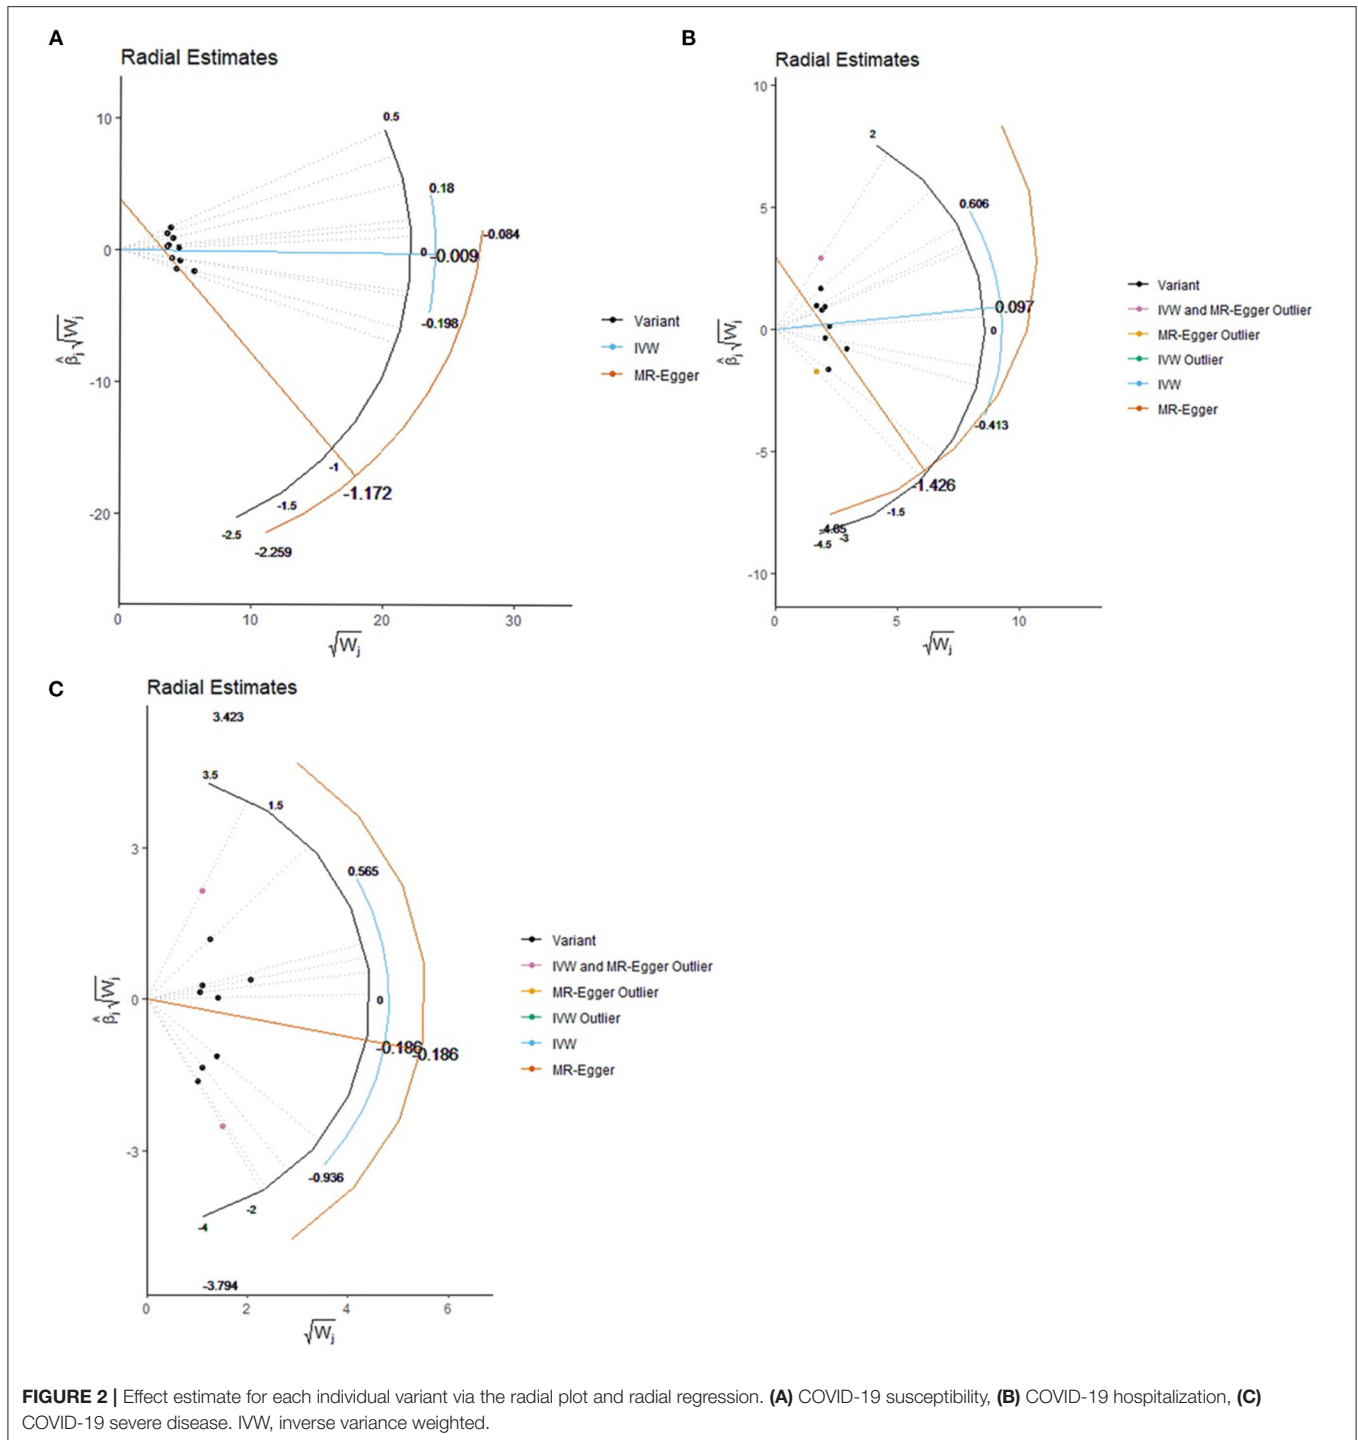 A
Radial Estimates
10
0
-10
-20
0
10
20
30
β̂j√Wj
√Wj
0.5
0.18
-0.084
0
-0.009
-0.198
-1
-1.172
-1.5
-2.5
-2.259
Variant
IVW
MR-Egger
B
Radial Estimates
10
5
0
-5
-10
0
5
10
β̂j√Wj
√Wj
2
0.606
0.097
0
-0.413
-1.426
-1.5
-4.65
-3
-4.5
Variant
IVW and MR-Egger Outlier
MR-Egger Outlier
IVW Outlier
IVW
MR-Egger
C
Radial Estimates
3
0
-3
0
2
4
6
β̂j√Wj
√Wj
3.423
3.5
1.5
0.565
0
-0.186
-0.186
-0.936
-2
-4
-3.794
Variant
IVW and MR-Egger Outlier
MR-Egger Outlier
IVW Outlier
IVW
MR-Egger
FIGURE 2 | Effect estimate for each individual variant via the radial plot and radial regression. (A) COVID-19 susceptibility, (B) COVID-19 hospitalization, (C)
COVID-19 severe disease. IVW, inverse variance weighted.